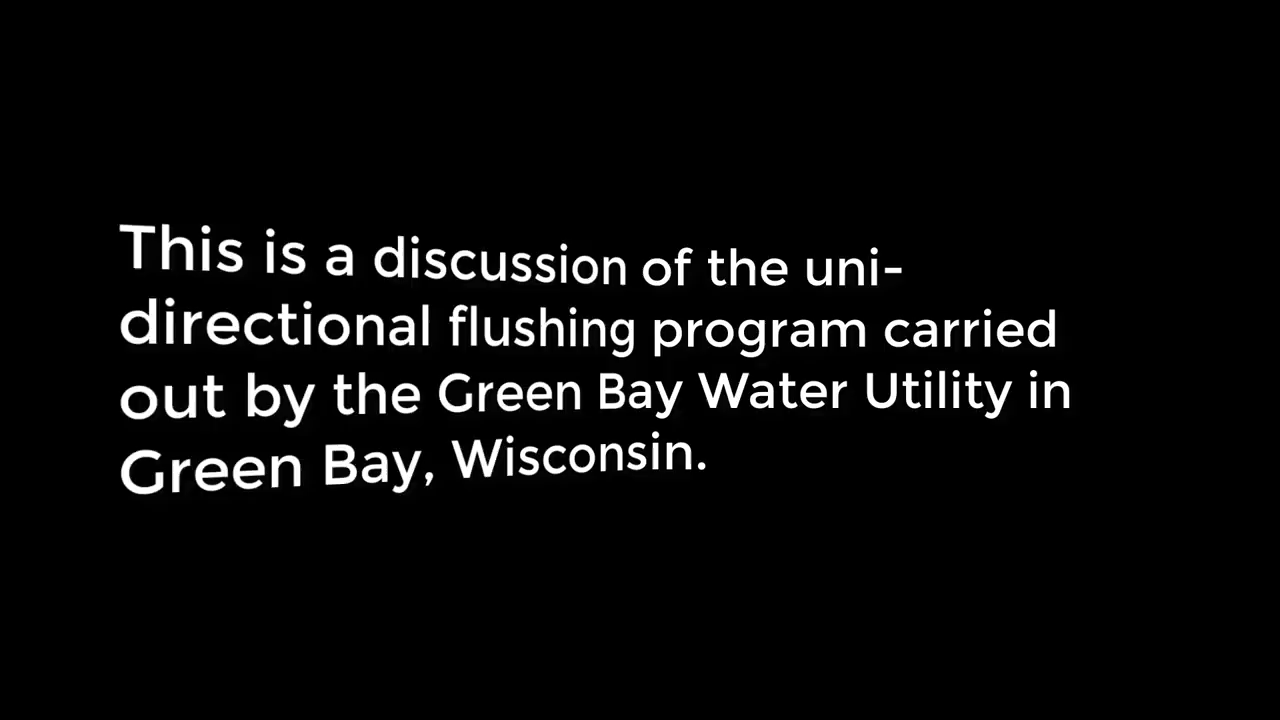 This is a discussion of the uni-
directional flushing program carried
out by the Green Bay Water Utility in
Green Bay, Wisconsin.